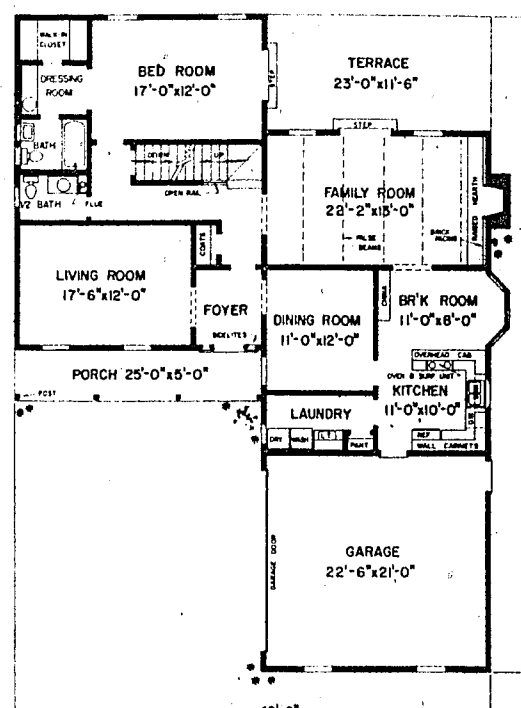 WALK-IN
CLOSET
DRESSING
ROOM
BED ROOM
17'-0"x12'-0"
STEP
TERRACE
23'-0"x11'-6"
STEP
BATH
DOWN
UP
OPEN RAIL
1/2 BATH
FLUE
FAMILY ROOM
22'-2"x13'-0"
FALSE
BEAMS
BRICK
FACING
RAISED HEARTH
COATS
LIVING ROOM
17'-6"x12'-0"
FOYER
SIDELITES
DINING ROOM
11'-0"x12'-0"
CHINA
BR'K ROOM
11'-0"x8'-0"
OVERHEAD CAB.
OVEN & SURF. UNIT
KITCHEN
11'-0"x10'-0"
D.W.
REF.
WALL CABINETS
PORCH 25'-0"x5'-0"
POST
LAUNDRY
DRY
WASH
L.T.
PANT.
GARAGE DOOR
GARAGE
22'-6"x21'-0"